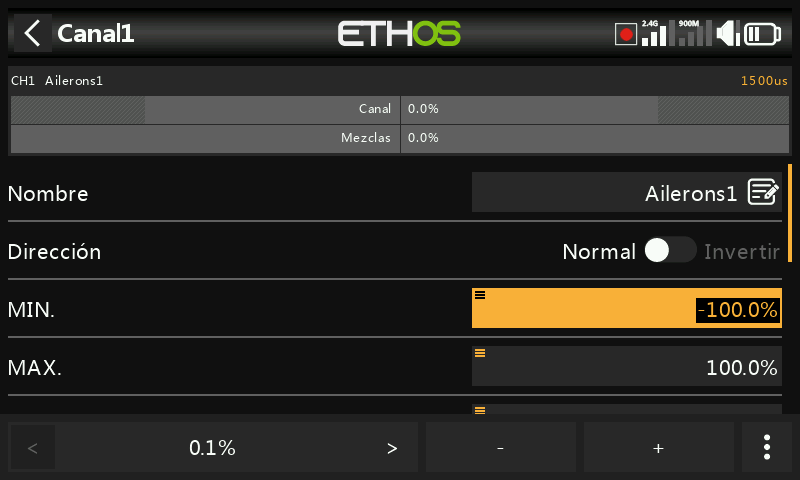 Canal1 ETHOS 2.4G 900M
CH1 Ailerons1 1500us
Canal 0.0%
Mezclas 0.0%
Nombre Ailerons1
Dirección Normal Invertir
MIN. -100.0%
MAX. 100.0%
< 0.1% > - +